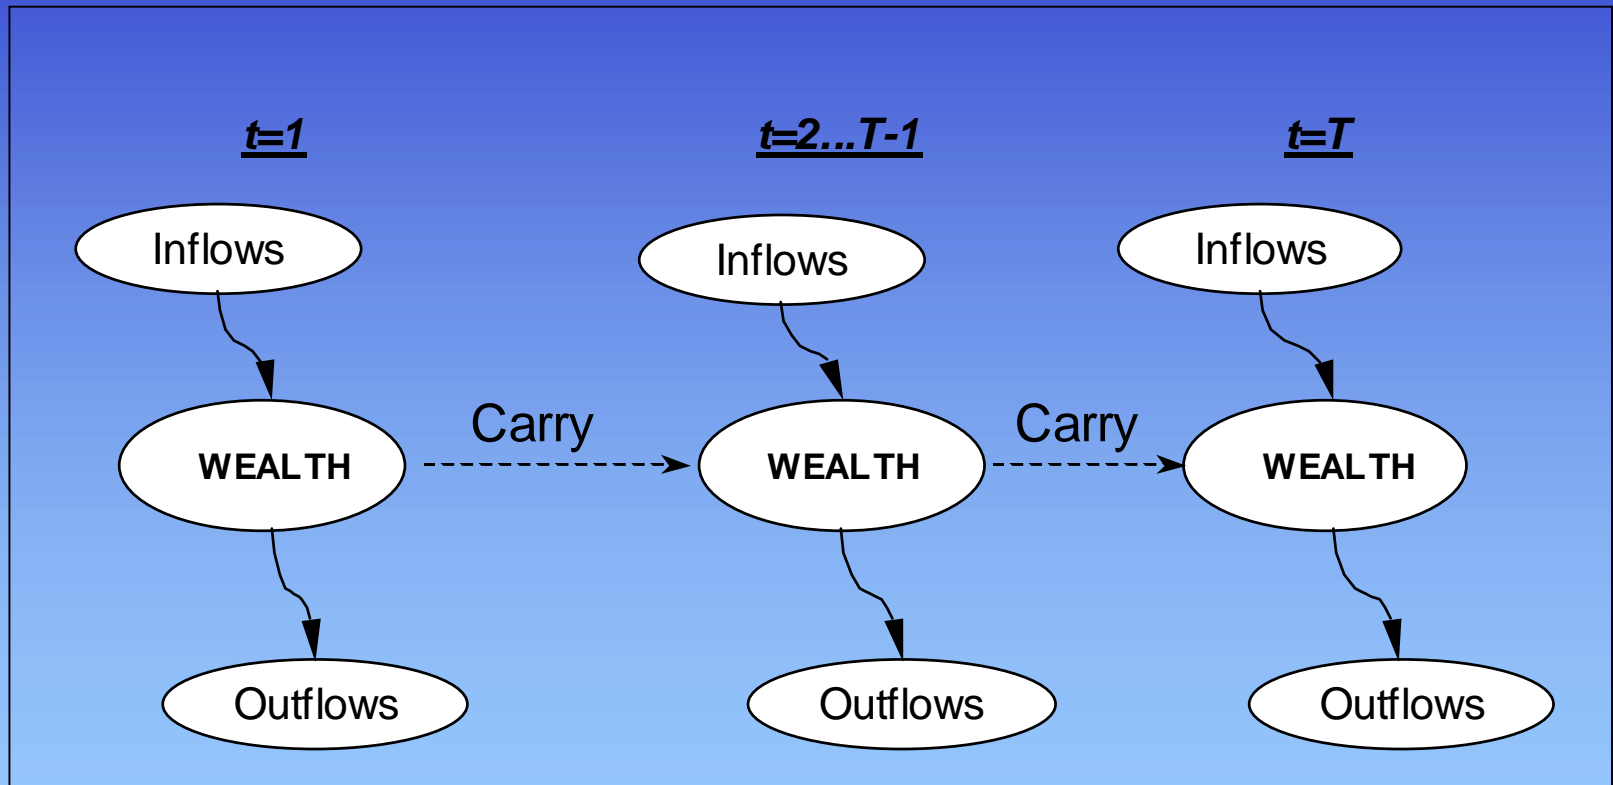 t=1 t=2...T-1 t=T
Inflows Inflows Inflows
Carry Carry
WEALTH WEALTH WEALTH
Outflows Outflows Outflows